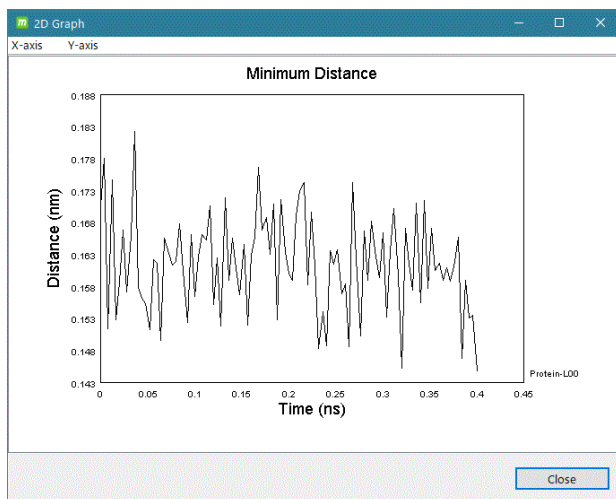 2D Graph
X-axis Y-axis
Minimum Distance
Distance (nm)
0.188
0.183
0.178
0.173
0.168
0.163
0.158
0.153
0.148
0.143
0 0.05 0.1 0.15 0.2 0.25 0.3 0.35 0.4 0.45
Time (ns)
Protein-L00
Close